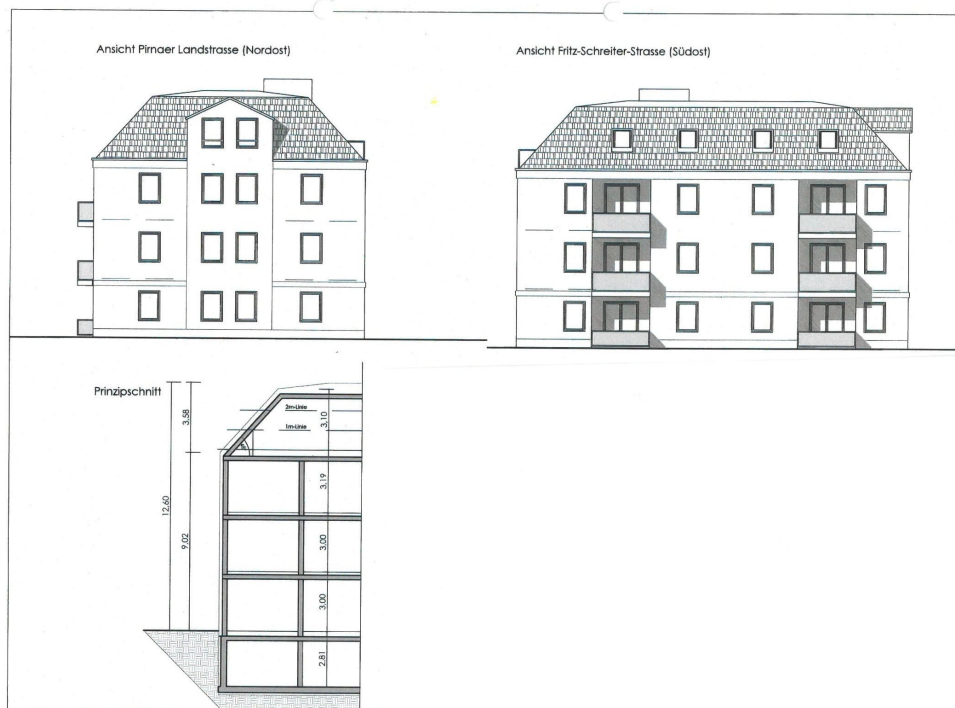 Ansicht Pirnaer Landstrasse (Nordost)
Ansicht Fritz-Schreiter-Strasse (Südost)
Prinzipschnitt
3,58
12,60
9,02
2m-Linie
1m-Linie
3,10
3,19
3,00
3,00
2,81